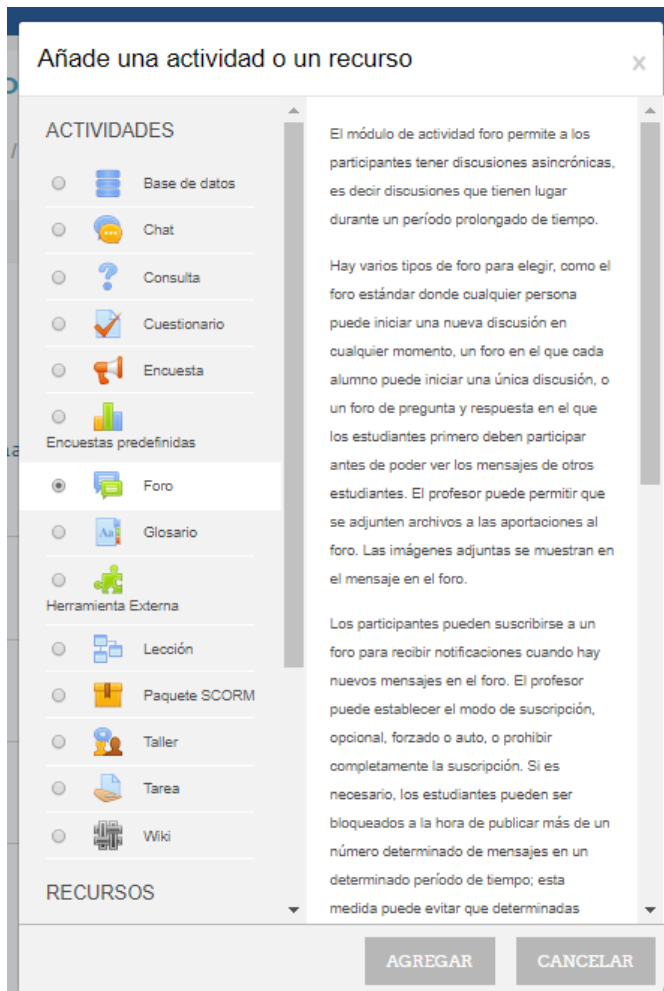 Añade una actividad o un recurso
x
ACTIVIDADES
Base de datos
Chat
Consulta
Cuestionario
Encuesta
Encuestas predefinidas
Foro
Glosario
Herramienta Externa
Lección
Paquete SCORM
Taller
Tarea
Wiki
RECURSOS
El módulo de actividad foro permite a los
participantes tener discusiones asincrónicas,
es decir discusiones que tienen lugar
durante un período prolongado de tiempo.
Hay varios tipos de foro para elegir, como el
foro estándar donde cualquier persona
puede iniciar una nueva discusión en
cualquier momento, un foro en el que cada
alumno puede iniciar una única discusión, o
un foro de pregunta y respuesta en el que
los estudiantes primero deben participar
antes de poder ver los mensajes de otros
estudiantes. El profesor puede permitir que
se adjunten archivos a las aportaciones al
foro. Las imágenes adjuntas se muestran en
el mensaje en el foro.
Los participantes pueden suscribirse a un
foro para recibir notificaciones cuando hay
nuevos mensajes en el foro. El profesor
puede establecer el modo de suscripción,
opcional, forzado o auto, o prohibir
completamente la suscripción. Si es
necesario, los estudiantes pueden ser
bloqueados a la hora de publicar más de un
número determinado de mensajes en un
determinado período de tiempo; esta
medida puede evitar que determinadas
AGREGAR
CANCELAR